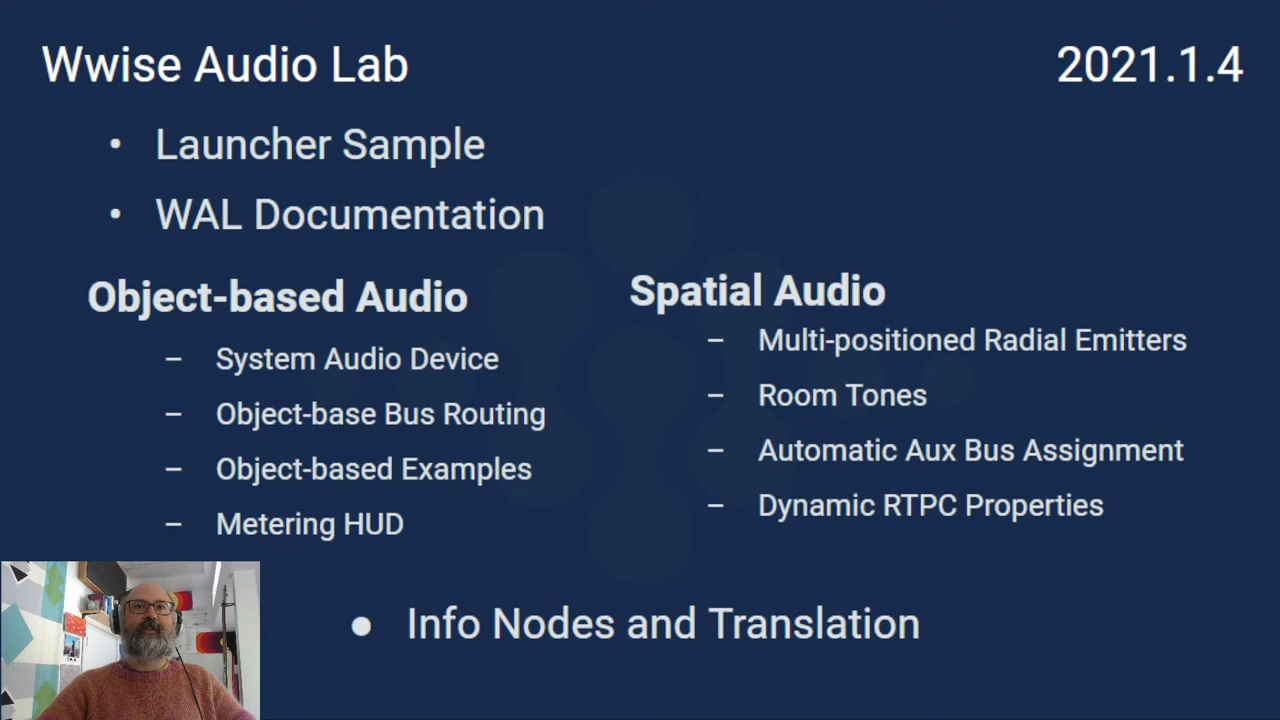 Wwise Audio Lab
2021.1.4
• Launcher Sample
• WAL Documentation
Object-based Audio
– System Audio Device
– Object-base Bus Routing
– Object-based Examples
– Metering HUD
Spatial Audio
– Multi-positioned Radial Emitters
– Room Tones
– Automatic Aux Bus Assignment
– Dynamic RTPC Properties
● Info Nodes and Translation